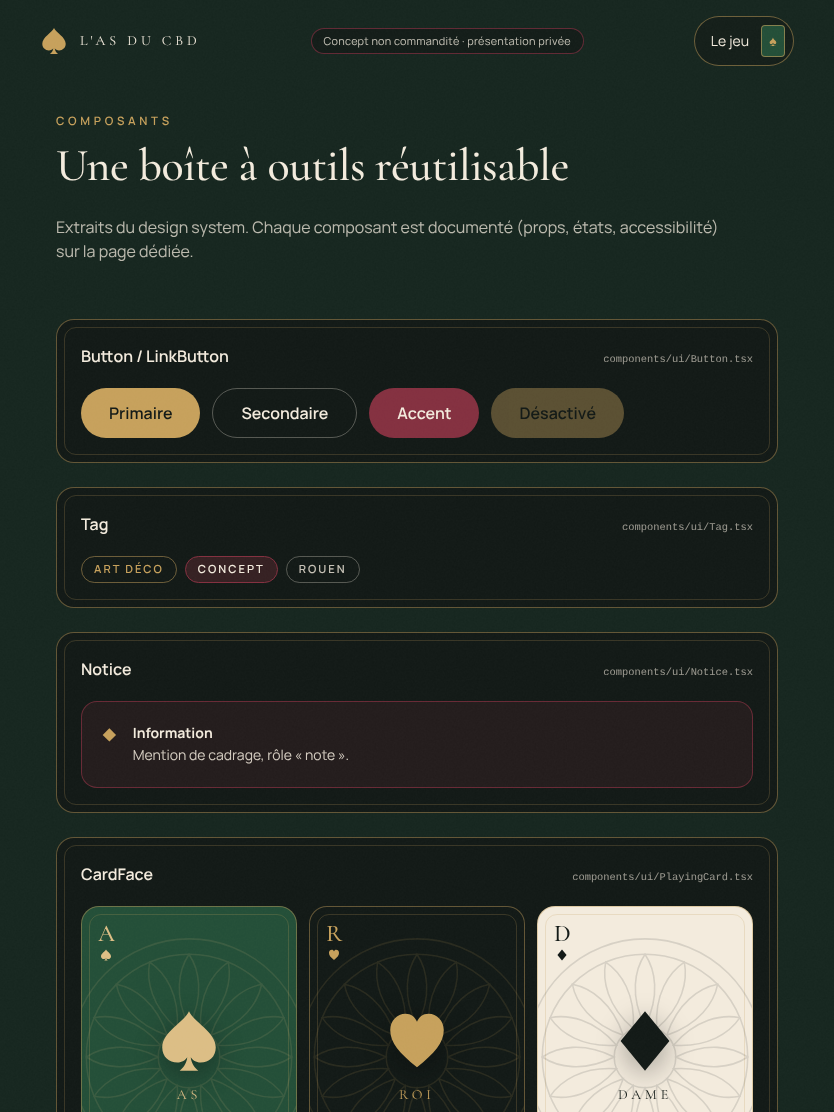 L'AS DU CBD
Concept non commandité · présentation privée
Le jeu
COMPOSANTS
Une boîte à outils réutilisable
Extraits du design system. Chaque composant est documenté (props, états, accessibilité)
sur la page dédiée.
Button / LinkButton
components/ui/Button.tsx
Primaire
Secondaire
Accent
Désactivé
Tag
components/ui/Tag.tsx
ART DÉCO
CONCEPT
ROUEN
Notice
components/ui/Notice.tsx
Information
Mention de cadrage, rôle « note ».
CardFace
components/ui/PlayingCard.tsx
A
R
D
AS
ROI
DAME